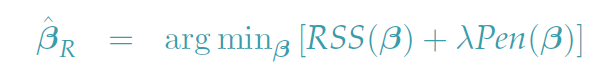 β̂_R = arg min_β [RSS(β) + λPen(β)]